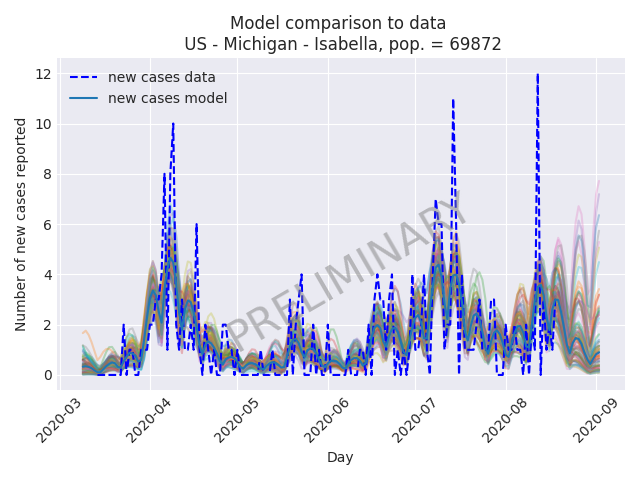 Model comparison to data
US - Michigan - Isabella, pop. = 69872
new cases data
new cases model
PRELIMINARY
Number of new cases reported
12
10
8
6
4
2
0
2020-03
2020-04
2020-05
2020-06
2020-07
2020-08
2020-09
Day